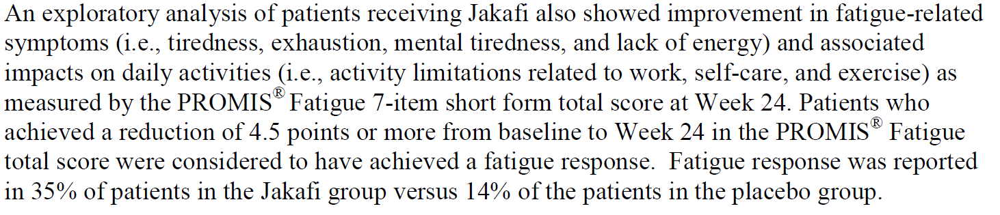 An exploratory analysis of patients receiving Jakafi also showed improvement in fatigue-related
symptoms (i.e., tiredness, exhaustion, mental tiredness, and lack of energy) and associated
impacts on daily activities (i.e., activity limitations related to work, self-care, and exercise) as
measured by the PROMIS® Fatigue 7-item short form total score at Week 24. Patients who
achieved a reduction of 4.5 points or more from baseline to Week 24 in the PROMIS® Fatigue
total score were considered to have achieved a fatigue response.  Fatigue response was reported
in 35% of patients in the Jakafi group versus 14% of the patients in the placebo group.